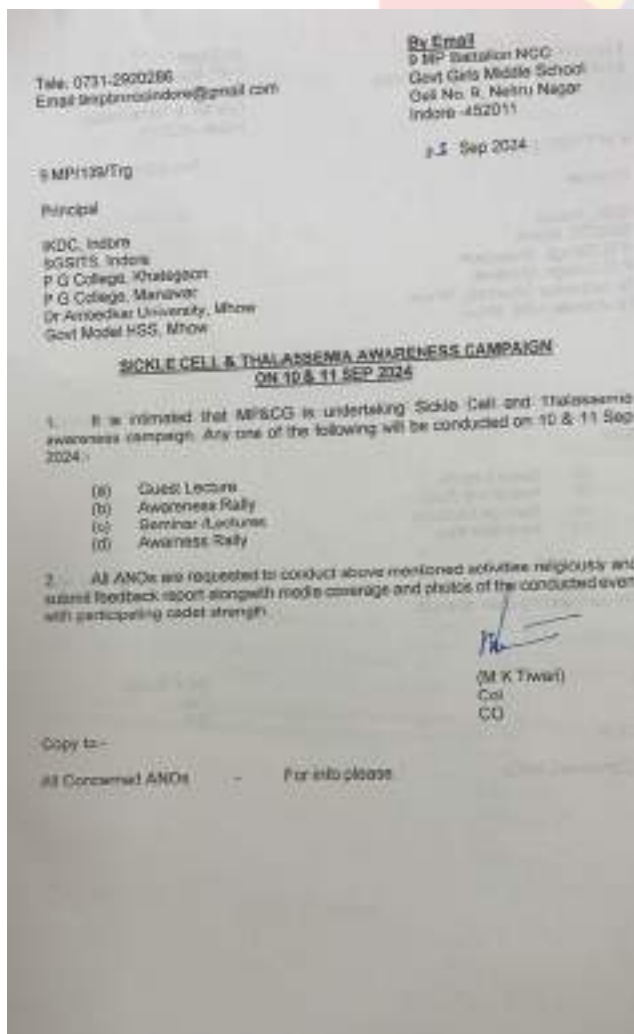 By Email
9 MP Battalion NCC
Govt Girls Middle School
Gali No. 9, Nehru Nagar
Indore -452011
Tele: 0731-2920286
Email
Sep 2024
9 MP/139/Trg
Principal
IKDC, Indore
SGSITS, Indore
P G College, Khategaon
P G College, Manavar
Dr Ambedkar University, Mhow
Govt Model HSS, Mhow
SICKLE CELL & THALASSEMIA AWARENESS CAMPAIGN
ON 10 & 11 SEP 2024
1. It is intimated that MP&CG is undertaking Sickle Cell and Thalassemia
awareness campaign. Any one of the following will be conducted on 10 & 11 Sep
2024:-
(a) Guest Lecture
(b) Awareness Rally
(c) Seminar /Lectures
(d) Awarness Rally
2. All ANOs are requested to conduct above mentioned activities religiously and
submit feedback report alongwith media coverage and photos of the conducted event
with participating cadet strength.
(M K Tiwari)
Col
CO
Copy to:-
All Concerned ANOs - For info please.